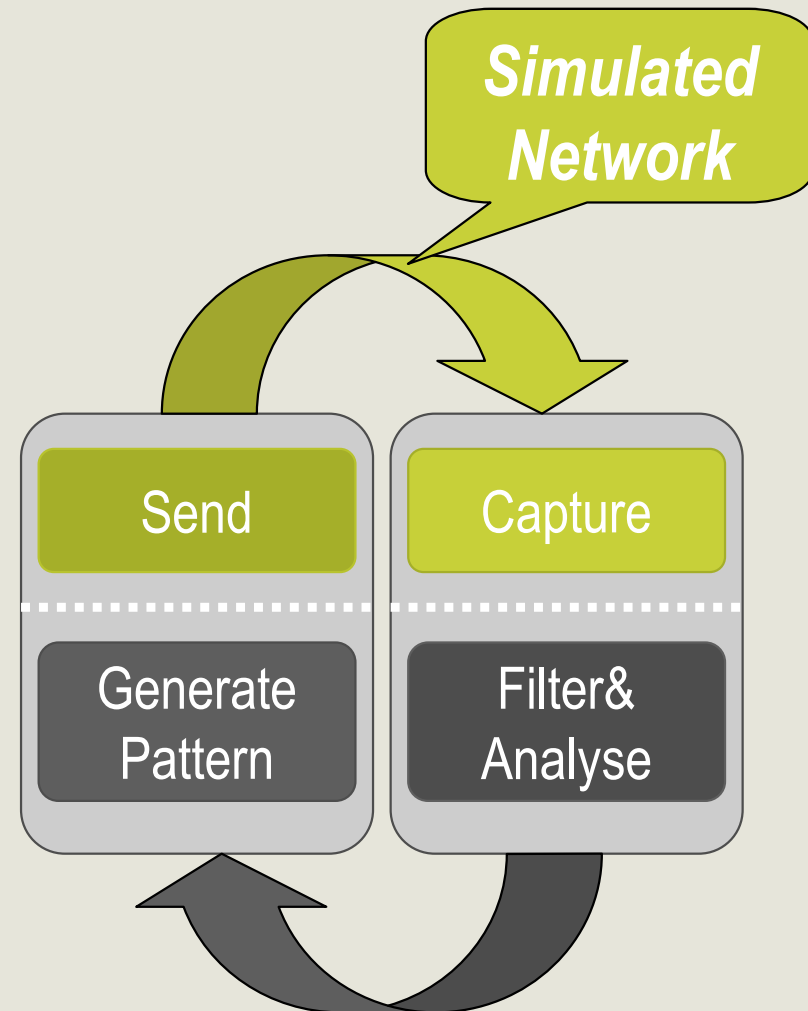 Simulated
Network
Send
Capture
Generate
Pattern
Filter&
Analyse